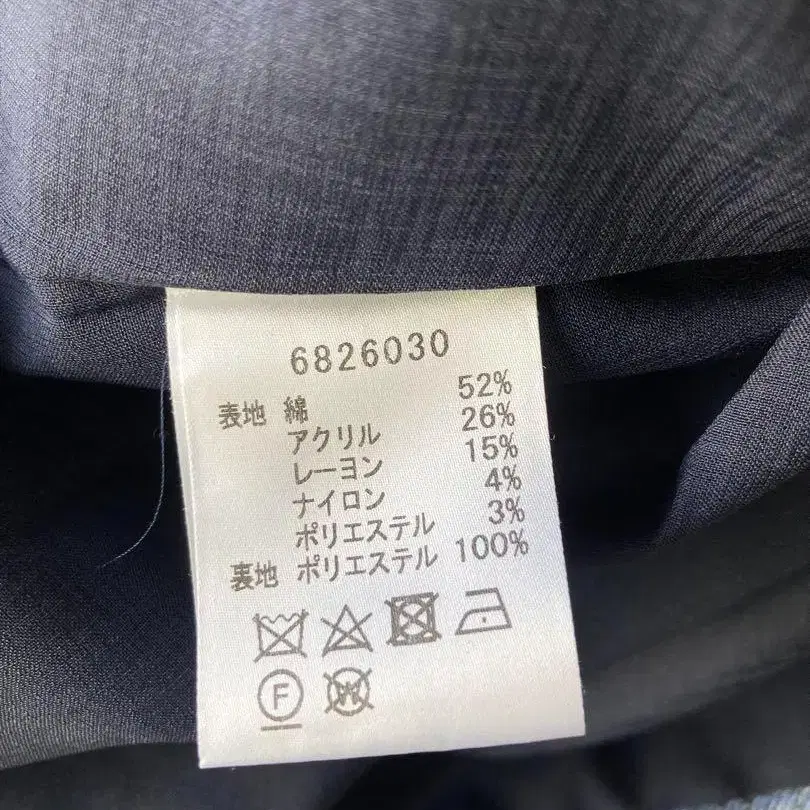 6826030
表地 綿 52%
アクリル 26%
レーヨン 15%
ナイロン 4%
ポリエステル 3%
裏地 ポリエステル 100%
F W